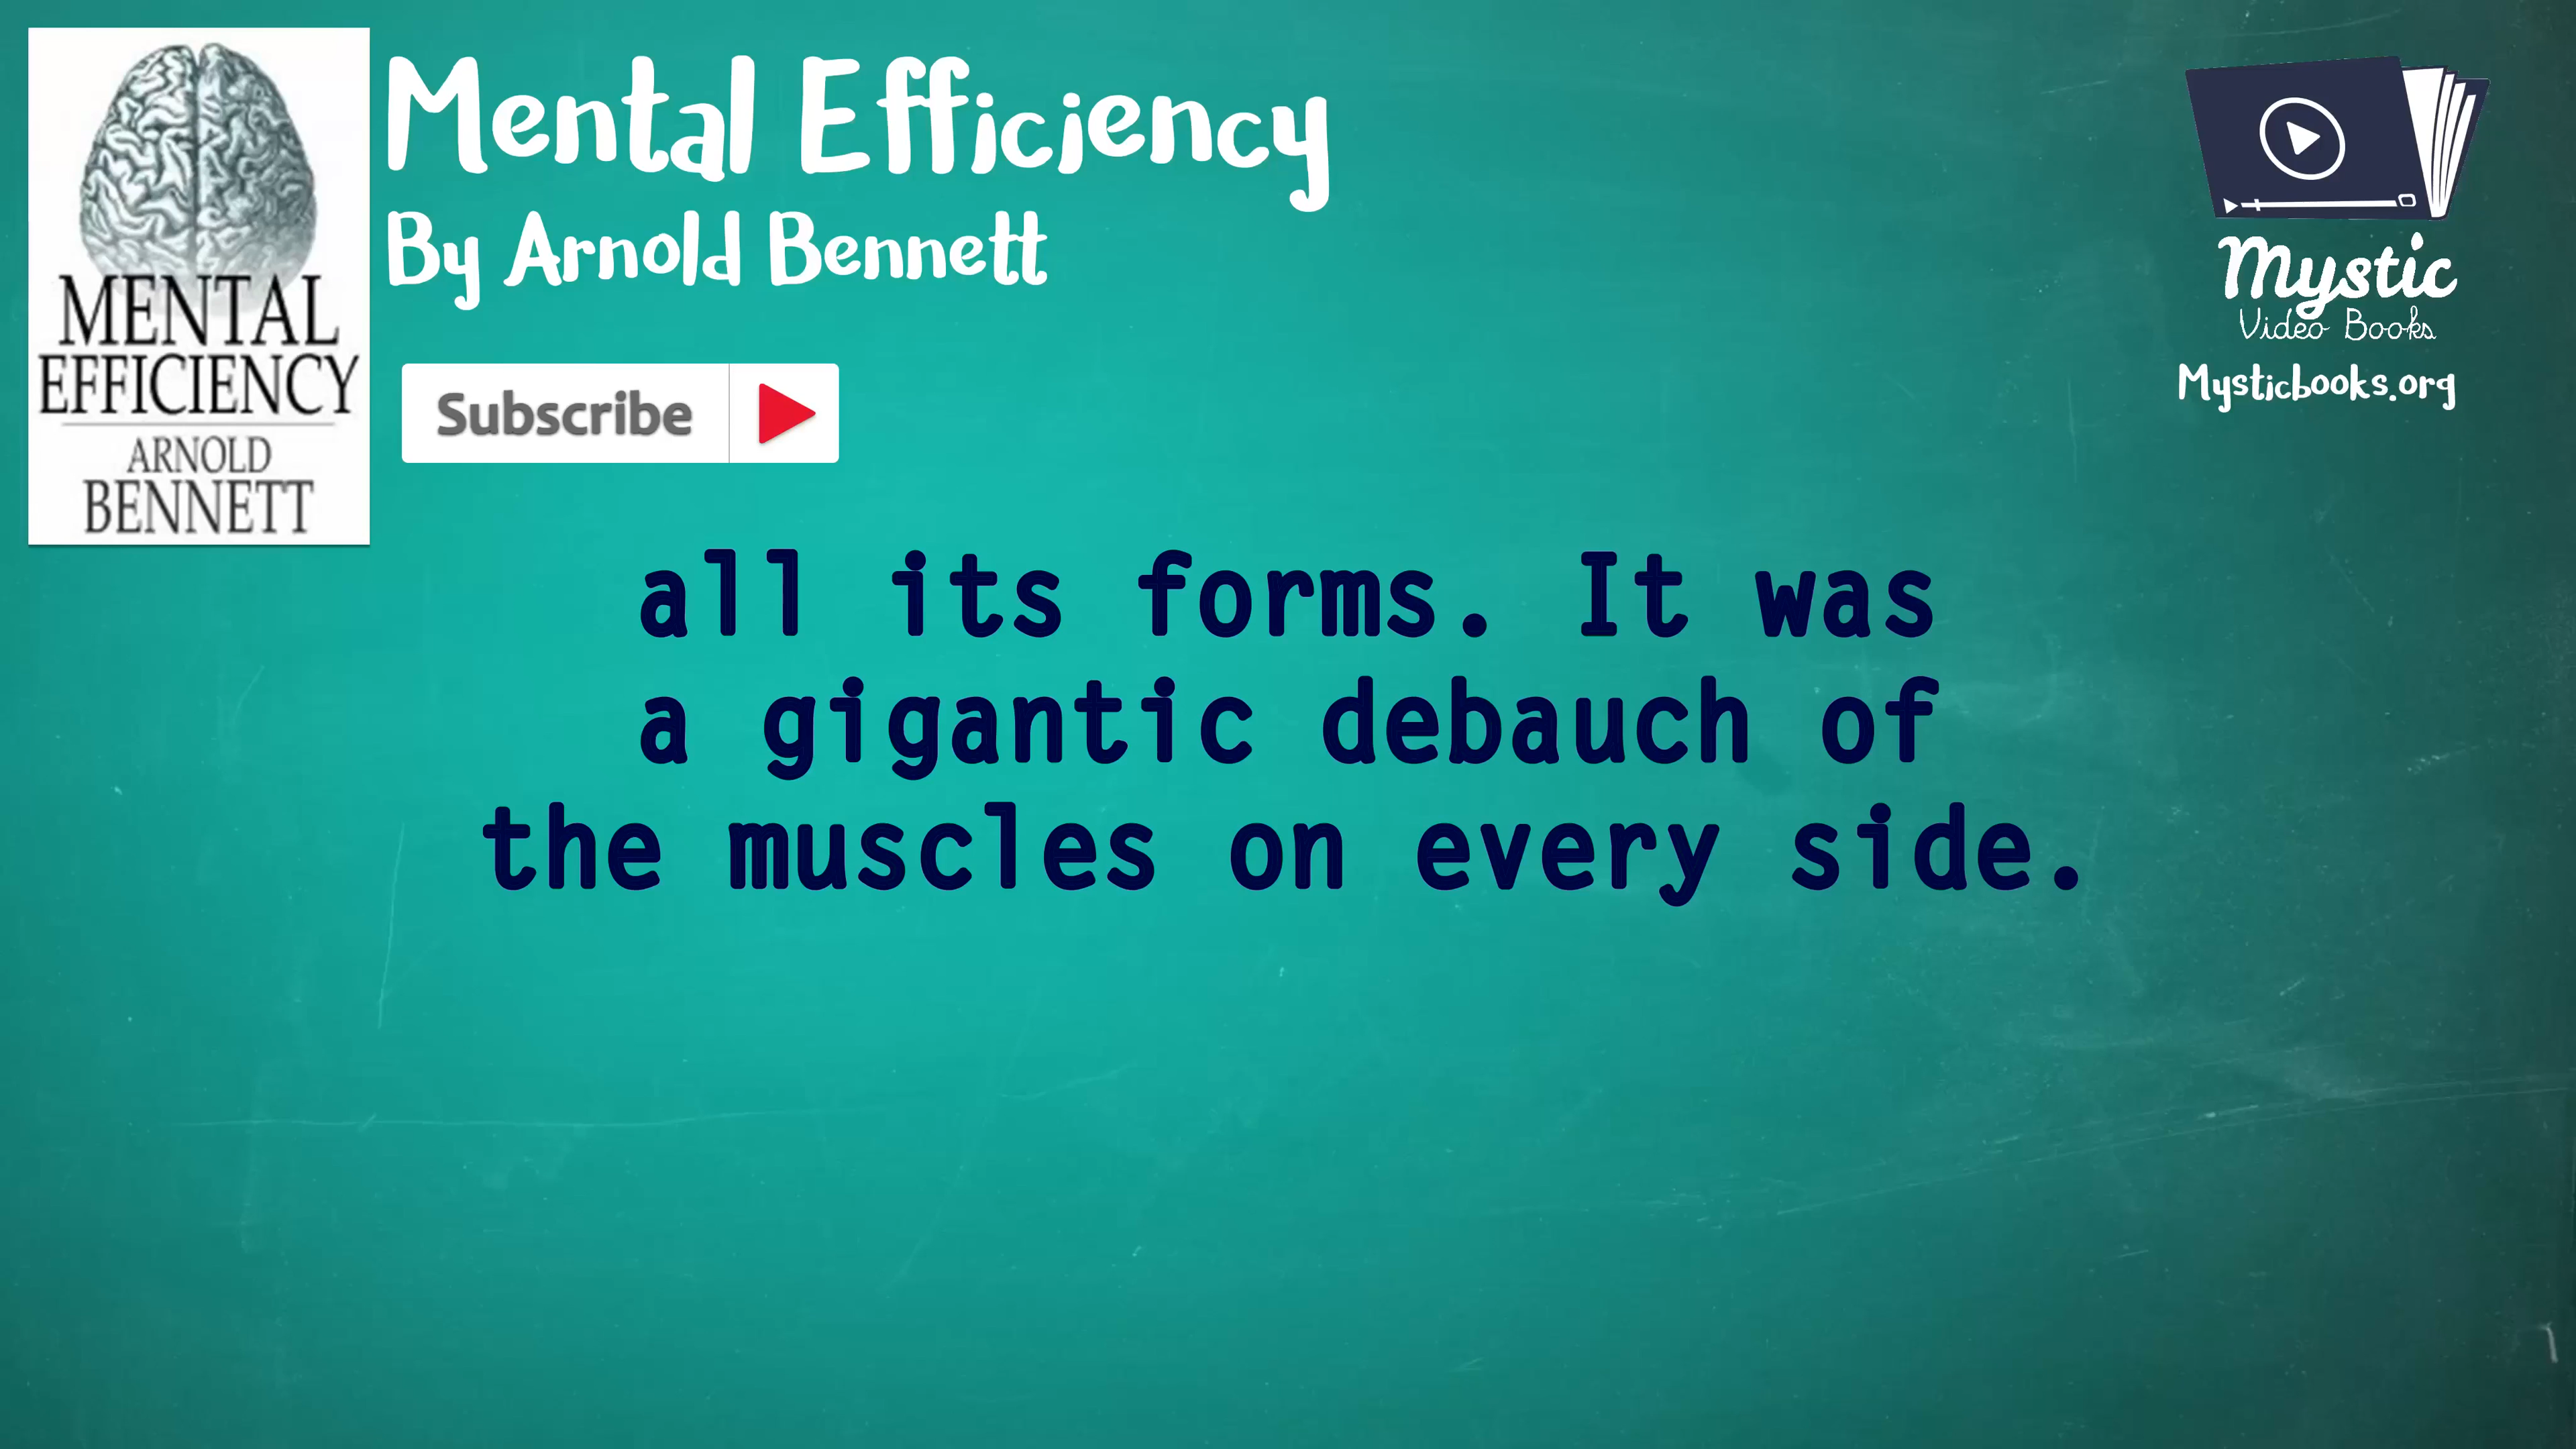 Mental Efficiency
By Arnold Bennett
MENTAL
EFFICIENCY
ARNOLD
BENNETT
Subscribe
Mystic
Video Books
Mysticbooks.org
all its forms. It was
a gigantic debauch of
the muscles on every side.